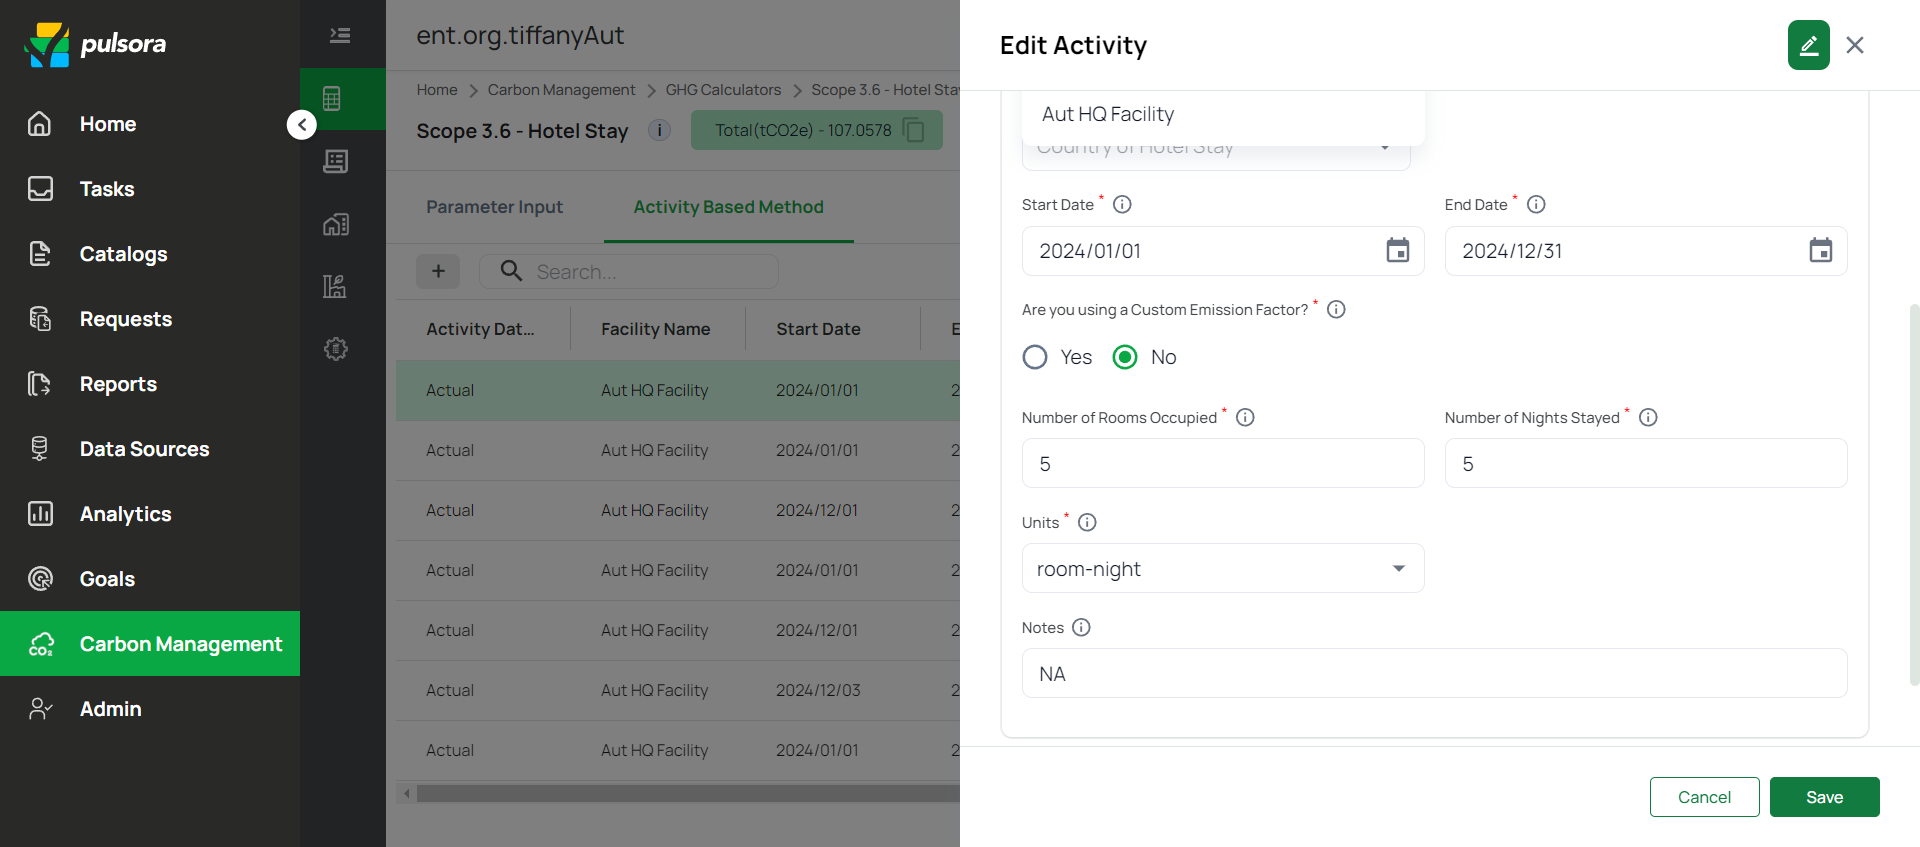 pulsora
Home
Tasks
Catalogs
Requests
Reports
Data Sources
Analytics
Goals
Carbon Management
Admin
ent.org.tiffanyAut
Home > Carbon Management > GHG Calculators > Scope 3.6 - Hotel Stay
Scope 3.6 - Hotel Stay
Total(tCO2e) - 107.0578
Parameter Input
Activity Based Method
Search...
Activity Dat... Facility Name Start Date E
Actual Aut HQ Facility 2024/01/01 2
Actual Aut HQ Facility 2024/01/01 2
Actual Aut HQ Facility 2024/12/01 2
Actual Aut HQ Facility 2024/01/01 2
Actual Aut HQ Facility 2024/12/01 2
Actual Aut HQ Facility 2024/12/03 2
Actual Aut HQ Facility 2024/01/01 2
Edit Activity
Aut HQ Facility
Country of Hotel Stay
Start Date *
End Date *
2024/01/01
2024/12/31
Are you using a Custom Emission Factor? *
Yes
No
Number of Rooms Occupied *
Number of Nights Stayed *
5
5
Units *
room-night
Notes
NA
Cancel
Save